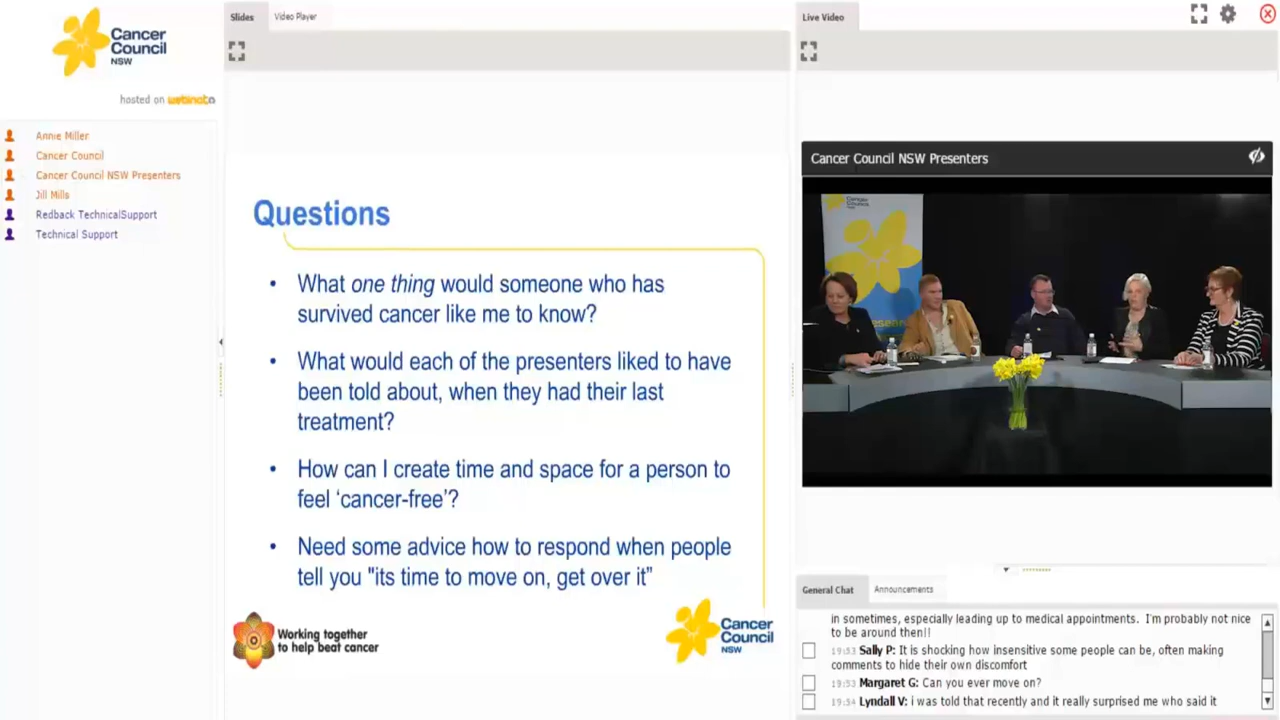 Cancer
Council
NSW
hosted on webinato
Annie Miller
Cancer Council
Cancer Council NSW Presenters
Jill Mills
Redback TechnicalSupport
Technical Support
Slides
Video Player
Questions
• What one thing would someone who has
survived cancer like me to know?
• What would each of the presenters liked to have
been told about, when they had their last
treatment?
• How can I create time and space for a person to
feel ‘cancer-free’?
• Need some advice how to respond when people
tell you "its time to move on, get over it”
Working together
to help beat cancer
Cancer
Council
NSW
Live Video
Cancer Council NSW Presenters
Cancer
Council
General Chat
Announcements
in sometimes, especially leading up to medical appointments. I'm probably not nice
to be around then!!
19:53 Sally P: It is shocking how insensitive some people can be, often making
comments to hide their own discomfort
19:53 Margaret G: Can you ever move on?
19:54 Lyndall V: i was told that recently and it really surprised me who said it